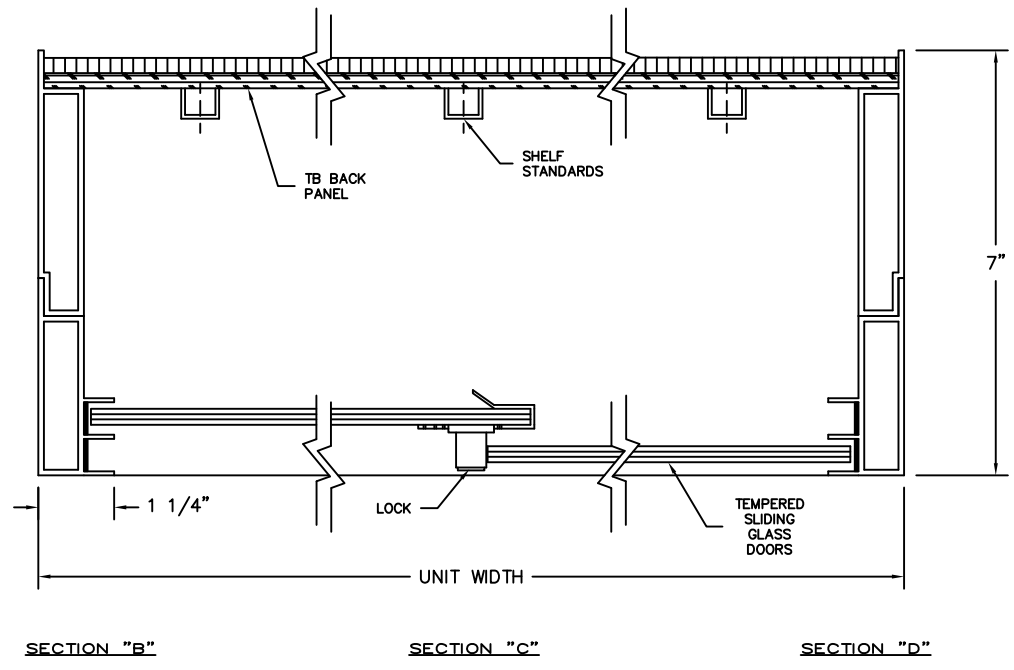 SHELF
STANDARDS
TB BACK
PANEL
7"
1 1/4"
LOCK
TEMPERED
SLIDING
GLASS
DOORS
UNIT WIDTH
SECTION "B"
SECTION "C"
SECTION "D"